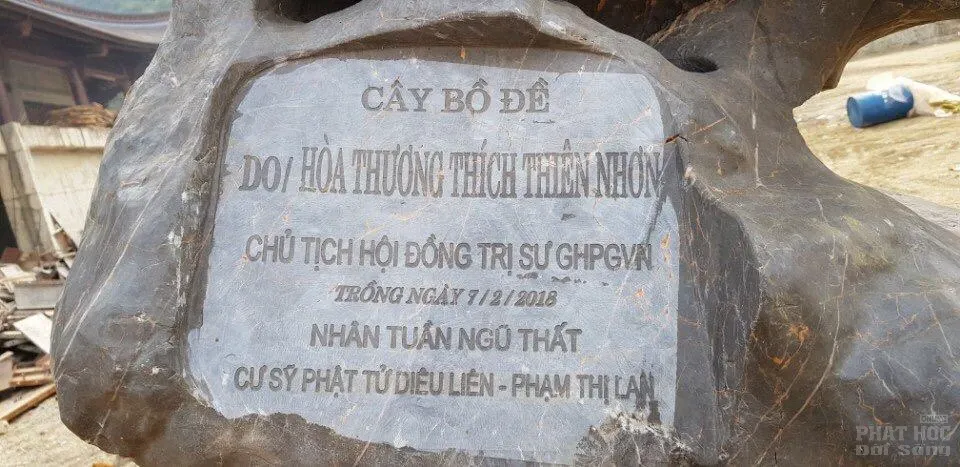 CÂY BỒ ĐỀ
DO/ HÒA THƯỢNG THÍCH THIỆN NHƠN
CHỦ TỊCH HỘI ĐỒNG TRỊ SỰ GHPGVN
TRỒNG NGÀY 7/2/2018
NHÂN TUẦN NGŨ THẤT
CƯ SỸ PHẬT TỬ DIỆU LIÊN - PHẠM THỊ LAN
PHẬT HỌC
Đời Sống